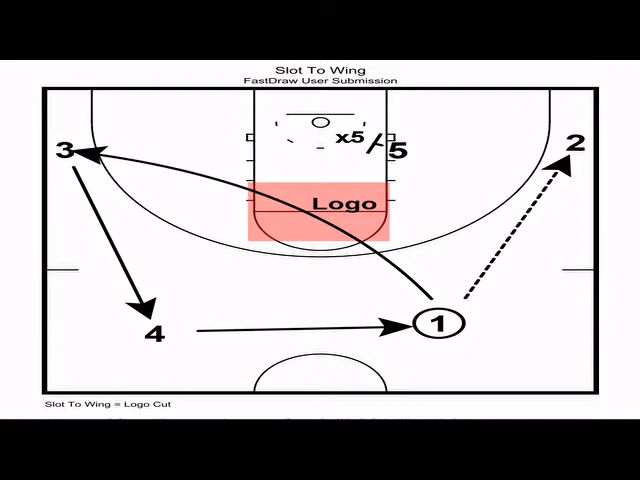 Slot To Wing
FastDraw User Submission
3
x5
5
2
Logo
4
1
Slot To Wing = Logo Cut